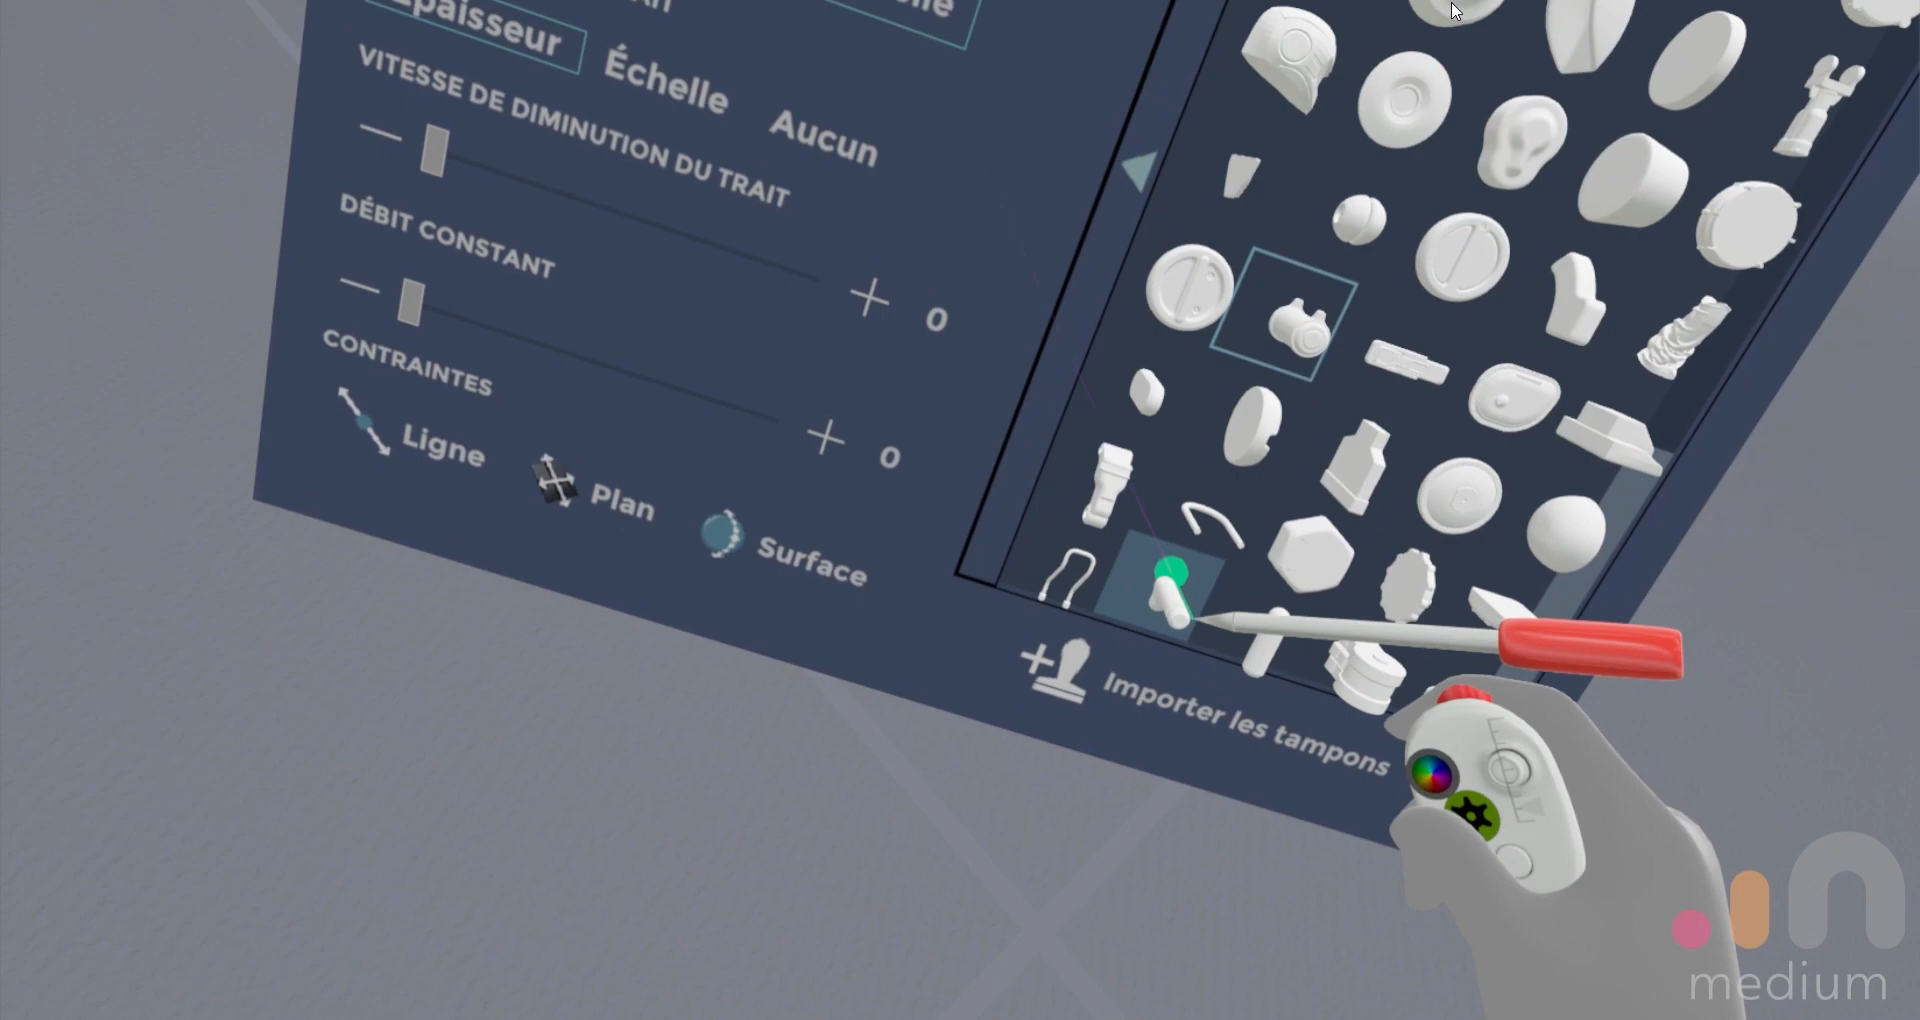 Épaisseur
Échelle
Aucun
VITESSE DE DIMINUTION DU TRAIT
0
DÉBIT CONSTANT
0
CONTRAINTES
Ligne
Plan
Surface
Importer les tampons
medium